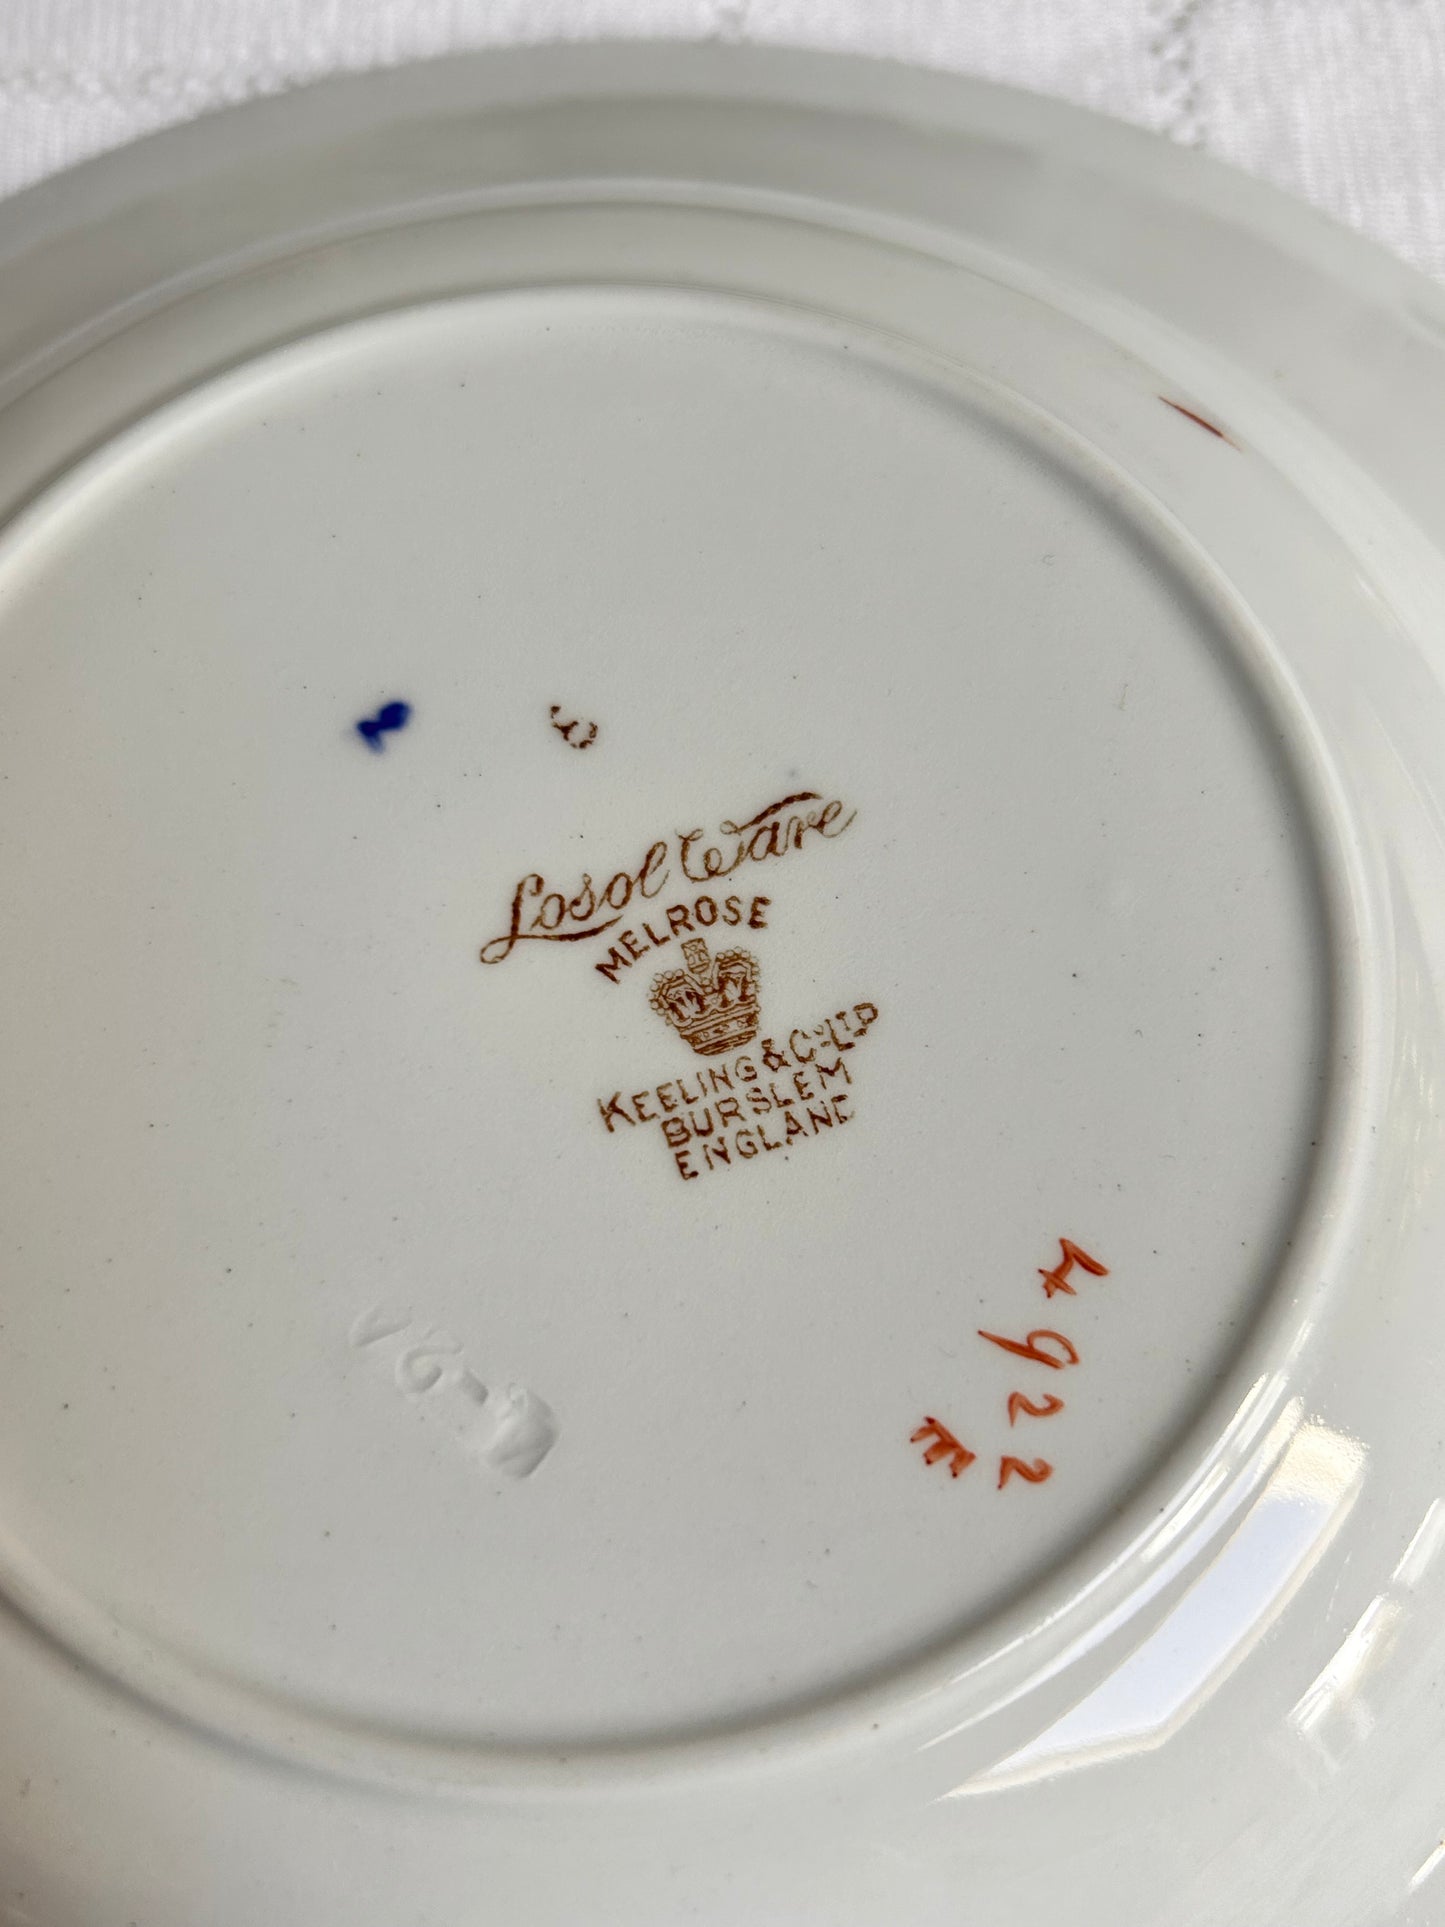 Losol Ware
MELROSE
KEELING & Co. LTD
BURSLEM
ENGLAND
4922